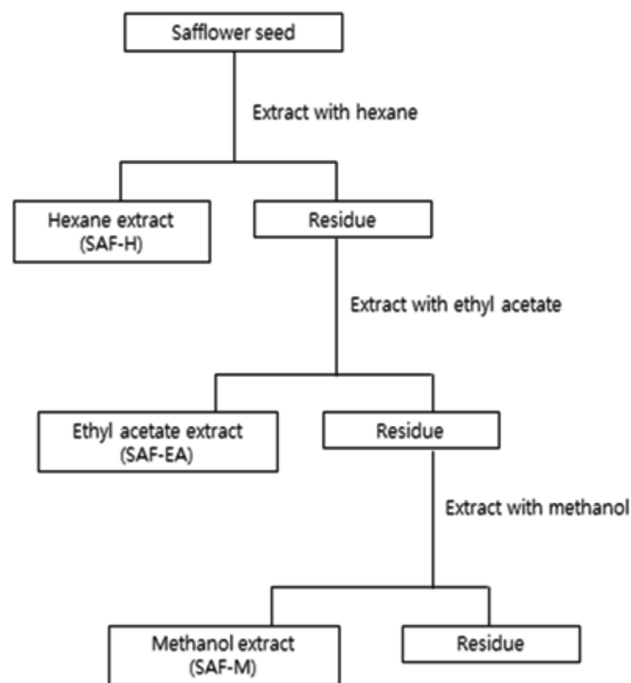 Safflower seed
Extract with hexane
Hexane extract
(SAF-H)
Residue
Extract with ethyl acetate
Ethyl acetate extract
(SAF-EA)
Residue
Extract with methanol
Methanol extract
(SAF-M)
Residue